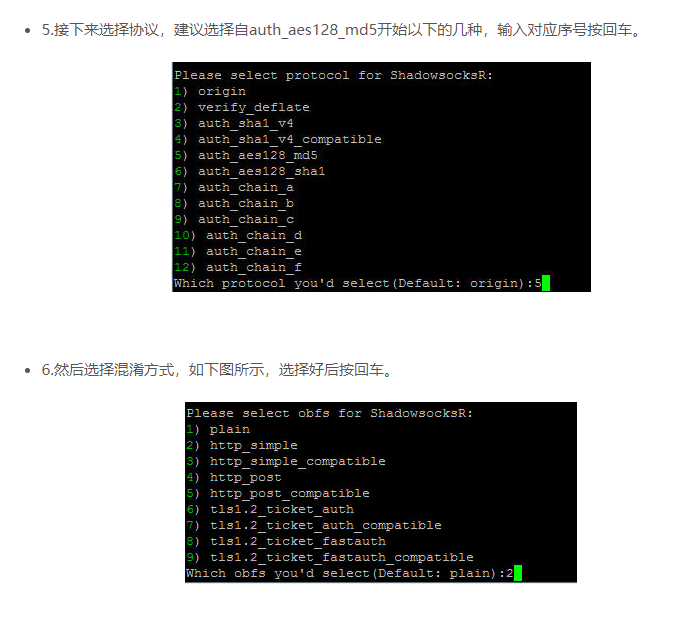 5.接下来选择协议，建议选择自auth_aes128_md5开始以下的几种，输入对应序号按回车。
Please select protocol for ShadowsocksR:
1) origin
2) verify_deflate
3) auth_sha1_v4
4) auth_sha1_v4_compatible
5) auth_aes128_md5
6) auth_aes128_sha1
7) auth_chain_a
8) auth_chain_b
9) auth_chain_c
10) auth_chain_d
11) auth_chain_e
12) auth_chain_f
Which protocol you'd select(Default: origin):5
6.然后选择混淆方式，如下图所示，选择好后按回车。
Please select obfs for ShadowsocksR:
1) plain
2) http_simple
3) http_simple_compatible
4) http_post
5) http_post_compatible
6) tls1.2_ticket_auth
7) tls1.2_ticket_auth_compatible
8) tls1.2_ticket_fastauth
9) tls1.2_ticket_fastauth_compatible
Which obfs you'd select(Default: plain):2